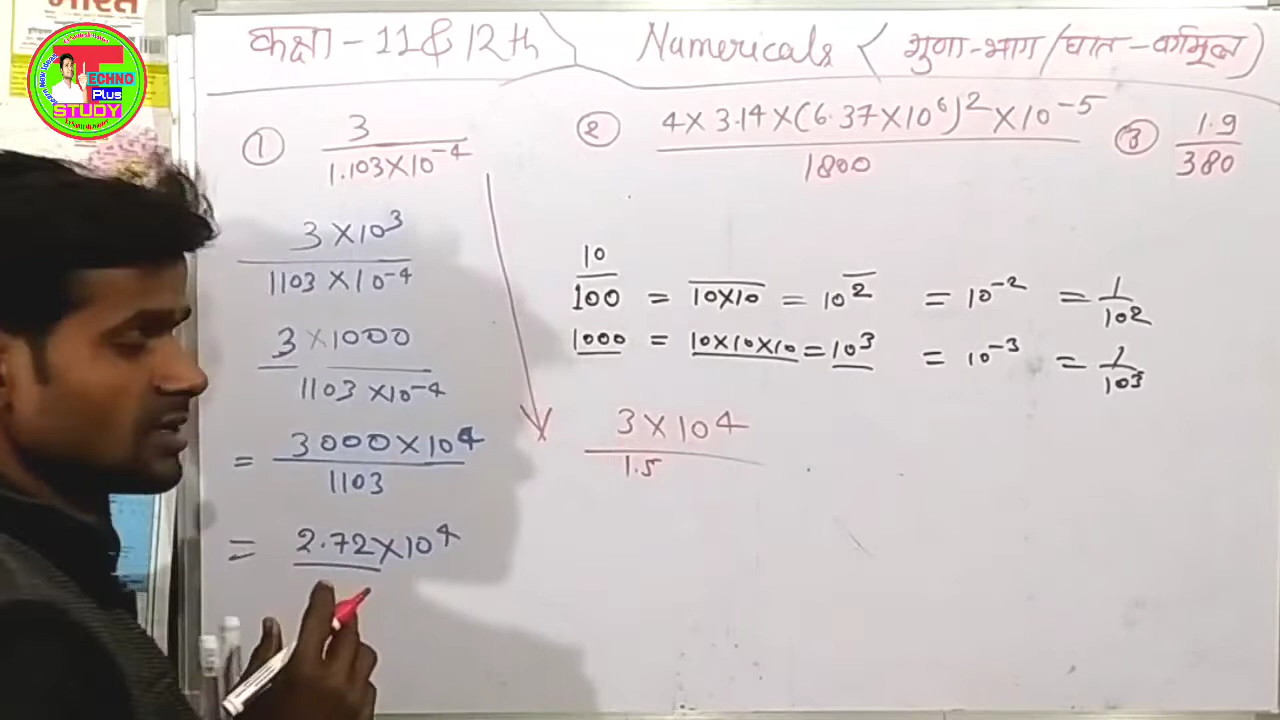 कक्षा - 11 & 12th Numricals ( गुणा-भाग / घात - वर्गमूल )
भारत
TECHNO
Plus
STUDY
① 3 / 1.103×10⁻⁴
② 4 × 3.14 × (6.37 × 10⁶)² × 10⁻⁵ / 1800
③ 1.9 / 380
3 × 10³ / 1103 × 10⁻⁴
3 × 1000 / 1103 × 10⁻⁴
= 3000 × 10⁴ / 1103
= 2.72 × 10⁴
10
100 = 10×10 = 10² = 10⁻² = 1/10²
1000 = 10×10×10 = 10³ = 10⁻³ = 1/10³
3 × 10⁴ / 1.5